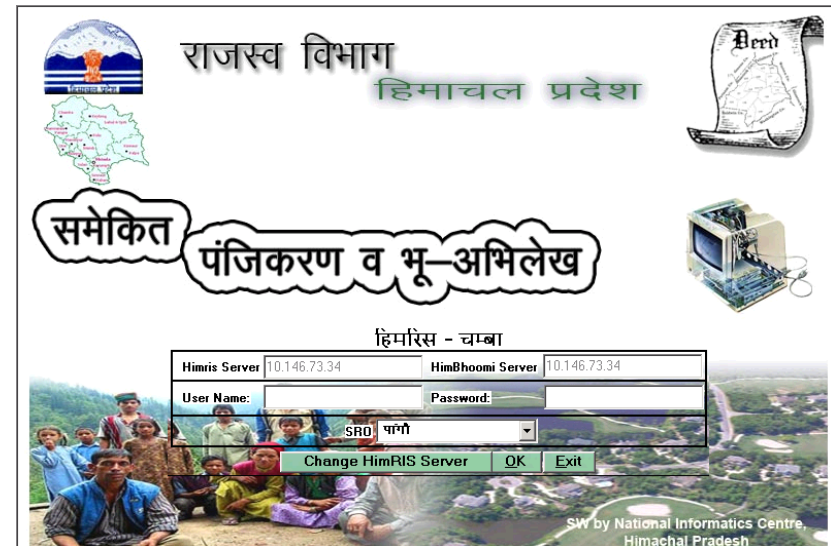 राजस्व विभाग
हिमाचल प्रदेश
Deed
समेकित
पंजिकरण व भू–अभिलेख
हिमरिस - चम्बा
Himris Server 10.146.73.34 HimBhoomi Server 10.146.73.34
User Name: Password:
SRO पांगी
Change HimRIS Server OK Exit
SW by National Informatics Centre,
Himachal Pradesh